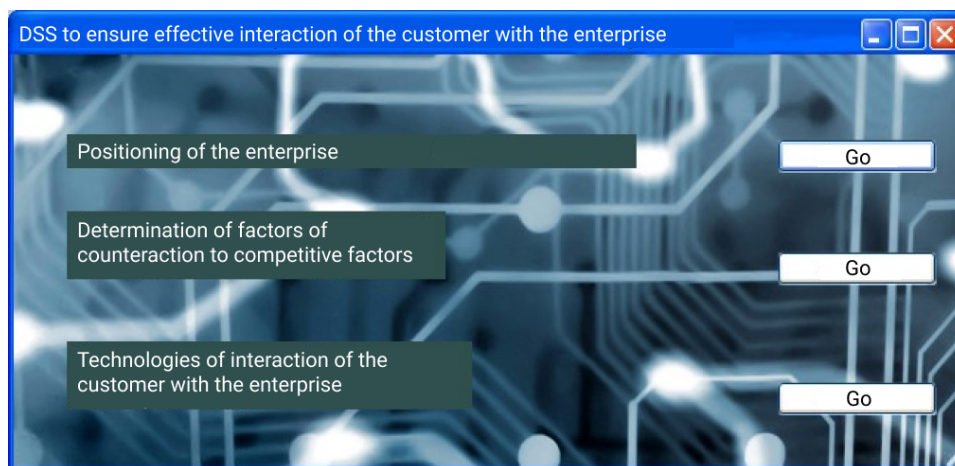 DSS to ensure effective interaction of the customer with the enterprise
Positioning of the enterprise
Go
Determination of factors of
counteraction to competitive factors
Go
Technologies of interaction of the
customer with the enterprise
Go